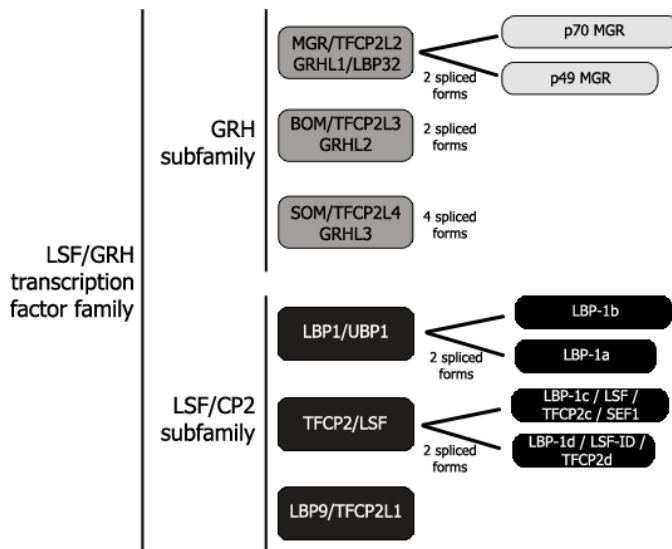 LSF/GRH
transcription
factor family
GRH
subfamily
MGR/TFCP2L2
GRHL1/LBP32
2 spliced
forms
p70 MGR
p49 MGR
BOM/TFCP2L3
GRHL2
2 spliced
forms
SOM/TFCP2L4
GRHL3
4 spliced
forms
LSF/CP2
subfamily
LBP1/UBP1
2 spliced
forms
LBP-1b
LBP-1a
TFCP2/LSF
2 spliced
forms
LBP-1c / LSF /
TFCP2c / SEF1
LBP-1d / LSF-ID /
TFCP2d
LBP9/TFCP2L1